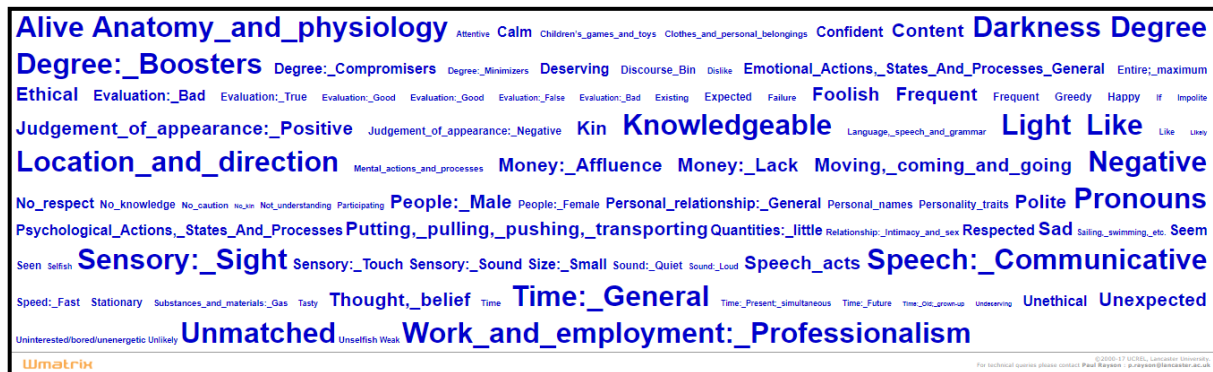 Alive Anatomy_and_physiology Attentive Calm Children's_games_and_toys Clothes_and_personal_belongings Confident Content Darkness Degree
Degree:_Boosters Degree:_Compromisers Degree:_Minimizers Deserving Discourse_Bin Dislike Emotional_Actions,_States_And_Processes_General Entire;_maximum
Ethical Evaluation:_Bad Evaluation:_True Evaluation:_Good Evaluation:_Good Evaluation:_False Evaluation:_Bad Existing Expected Failure Foolish Frequent Frequent Greedy Happy If Impolite
Judgement_of_appearance:_Positive Judgement_of_appearance:_Negative Kin Knowledgeable Language,_speech_and_grammar Light Like Like Likely
Location_and_direction Mental_actions_and_processes Money:_Affluence Money:_Lack Moving,_coming_and_going Negative
No_respect No_knowledge No_caution No_kin Not_understanding Participating People:_Male People:_Female Personal_relationship:_General Personal_names Personality_traits Polite Pronouns
Psychological_Actions,_States_And_Processes Putting,_pulling,_pushing,_transporting Quantities:_little Relationship:_Intimacy_and_sex Respected Sad Sailing,_swimming,_etc. Seem
Seen Selfish Sensory:_Sight Sensory:_Touch Sensory:_Sound Size:_Small Sound:_Quiet Sound:_Loud Speech_acts Speech:_Communicative
Speed:_Fast Stationary Substances_and_materials:_Gas Tasty Thought,_belief Time Time:_General Time:_Present;_simultaneous Time:_Future Time:_Old;_grown-up Undeserving Unethical Unexpected
Uninterested/bored/unenergetic Unlikely Unmatched Unselfish Weak Work_and_employment:_Professionalism
Wmatrix
©2000-17 UCREL, Lancaster University.
For technical queries please contact Paul Rayson : p.rayson@lancaster.ac.uk